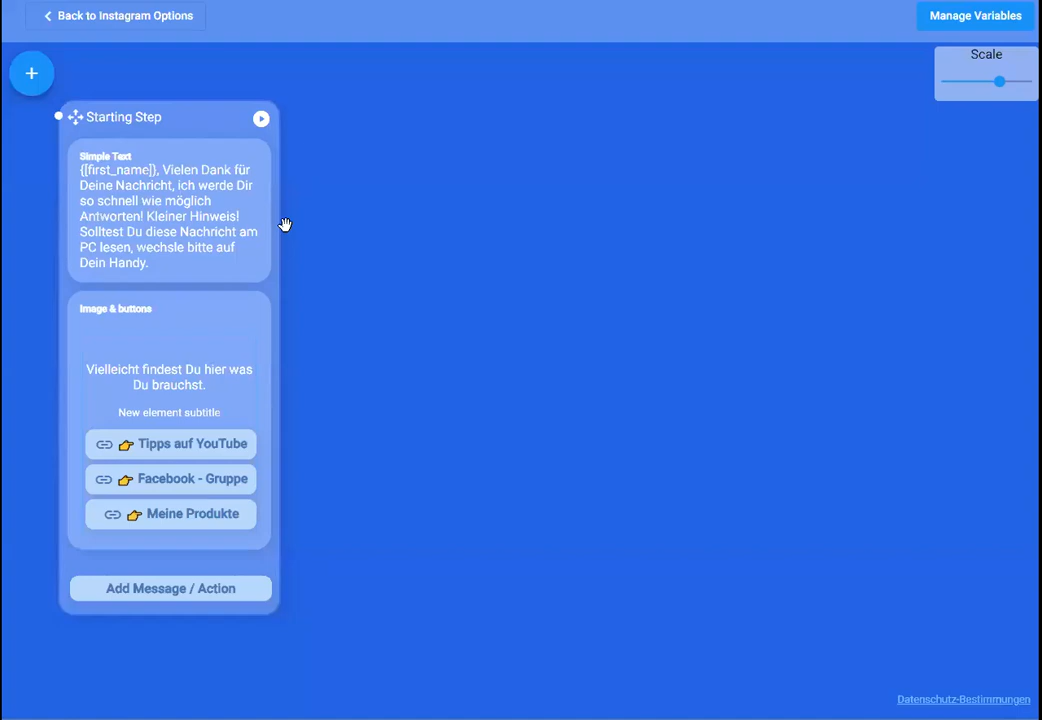 Back to Instagram Options
Manage Variables
Scale
Starting Step
Simple Text
{[first_name]}, Vielen Dank für
Deine Nachricht, ich werde Dir
so schnell wie möglich
Antworten! Kleiner Hinweis!
Solltest Du diese Nachricht am
PC lesen, wechsle bitte auf
Dein Handy.
Image & buttons
Vielleicht findest Du hier was
Du brauchst.
New element subtitle
👉 Tipps auf YouTube
👉 Facebook - Gruppe
👉 Meine Produkte
Add Message / Action
Datenschutz-Bestimmungen